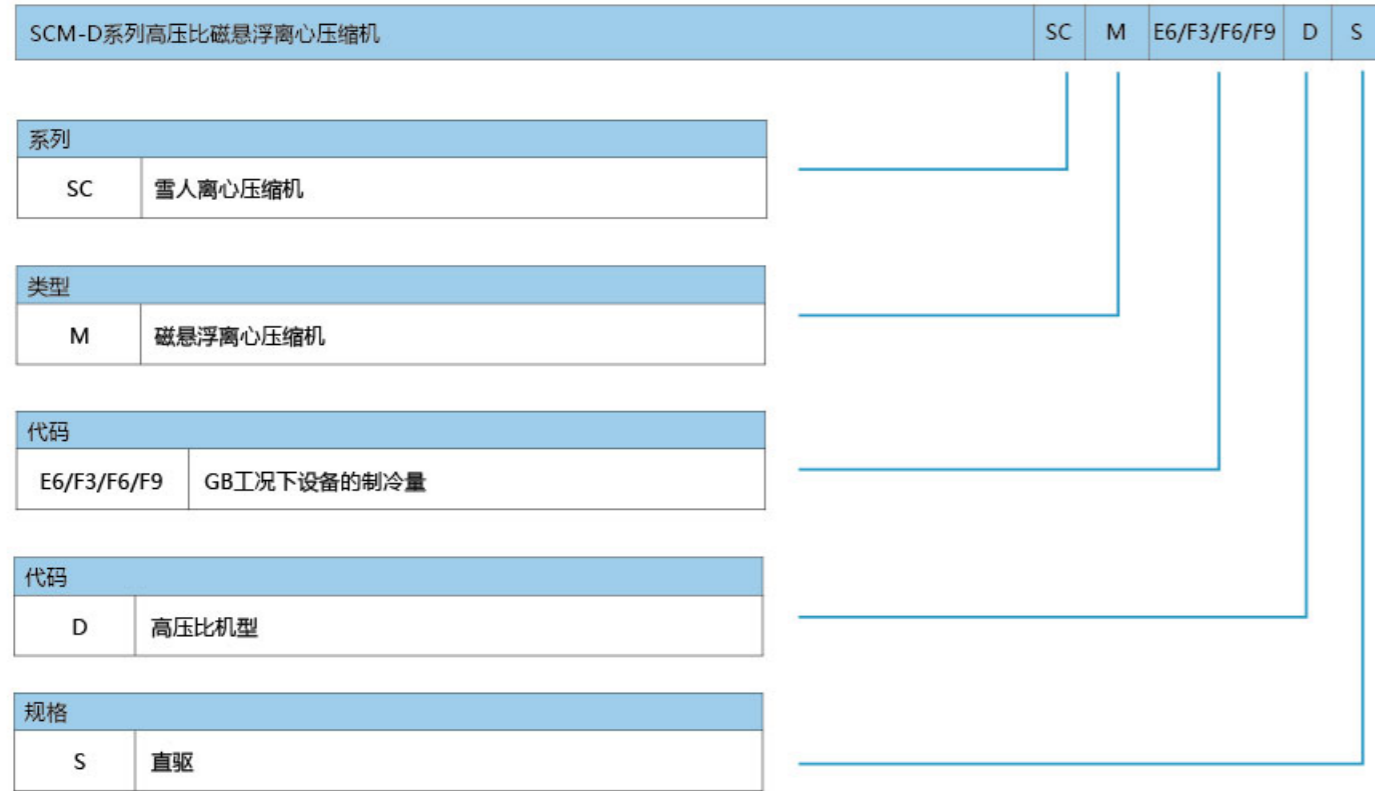 SCM-D系列高压比磁悬浮离心压缩机 SC M E6/F3/F6/F9 D S
系列
SC 雪人离心压缩机
类型
M 磁悬浮离心压缩机
代码
E6/F3/F6/F9 GB工况下设备的制冷量
代码
D 高压比机型
规格
S 直驱